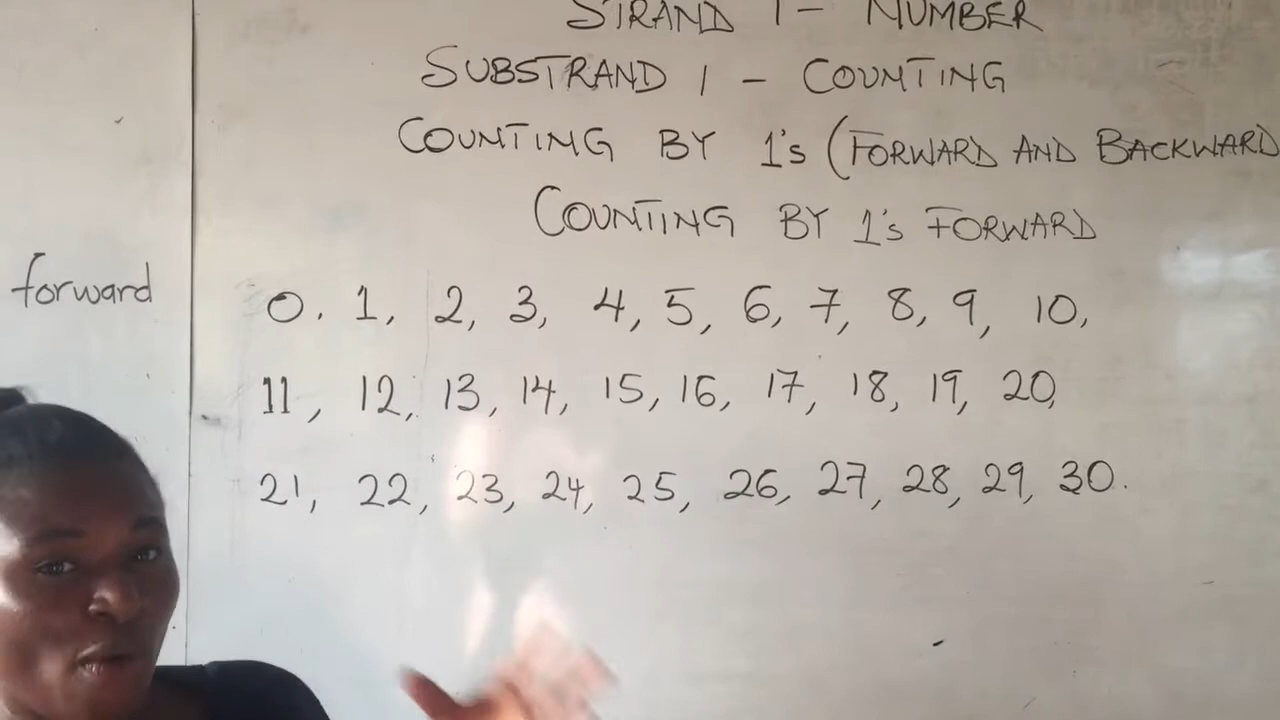 STRAND 1 - NUMBER
SUBSTRAND 1 - COUNTING
COUNTING BY 1's (FORWARD AND BACKWARD
COUNTING BY 1's FORWARD
forward
0. 1, 2, 3, 4, 5, 6, 7, 8, 9, 10,
11, 12, 13, 14, 15, 16, 17, 18, 19, 20,
21, 22, 23, 24, 25, 26, 27, 28, 29, 30.